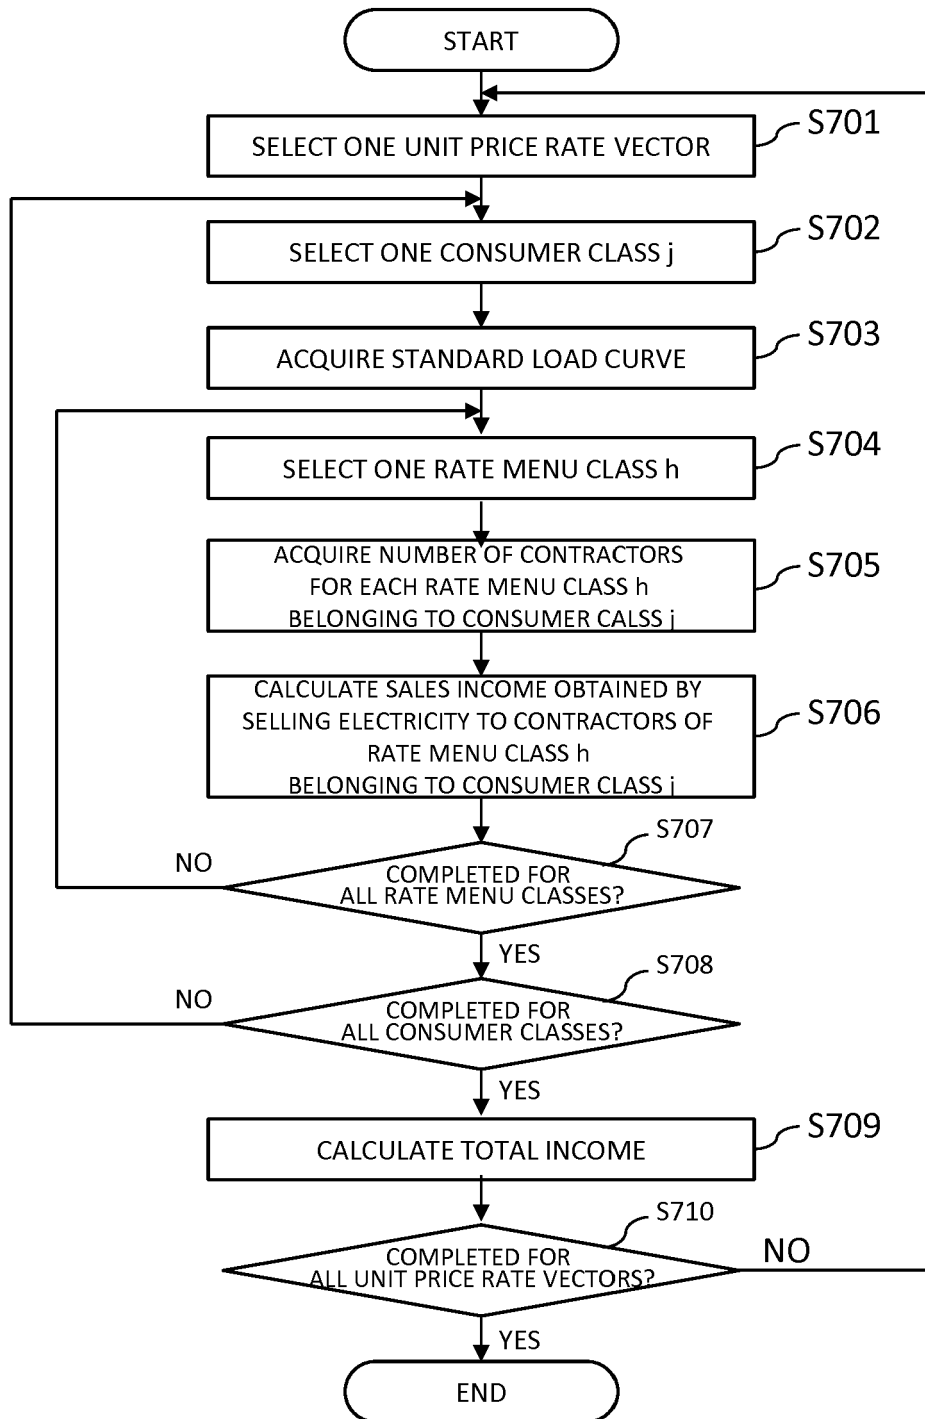 START
S701
SELECT ONE UNIT PRICE RATE VECTOR
S702
SELECT ONE CONSUMER CLASS j
S703
ACQUIRE STANDARD LOAD CURVE
S704
SELECT ONE RATE MENU CLASS h
S705
ACQUIRE NUMBER OF CONTRACTORS
FOR EACH RATE MENU CLASS h
BELONGING TO CONSUMER CALSS j
S706
CALCULATE SALES INCOME OBTAINED BY
SELLING ELECTRICITY TO CONTRACTORS OF
RATE MENU CLASS h
BELONGING TO CONSUMER CLASS j
S707
NO
COMPLETED FOR
ALL RATE MENU CLASSES?
YES
S708
NO
COMPLETED FOR
ALL CONSUMER CLASSES?
YES
S709
CALCULATE TOTAL INCOME
S710
NO
COMPLETED FOR
ALL UNIT PRICE RATE VECTORS?
YES
END